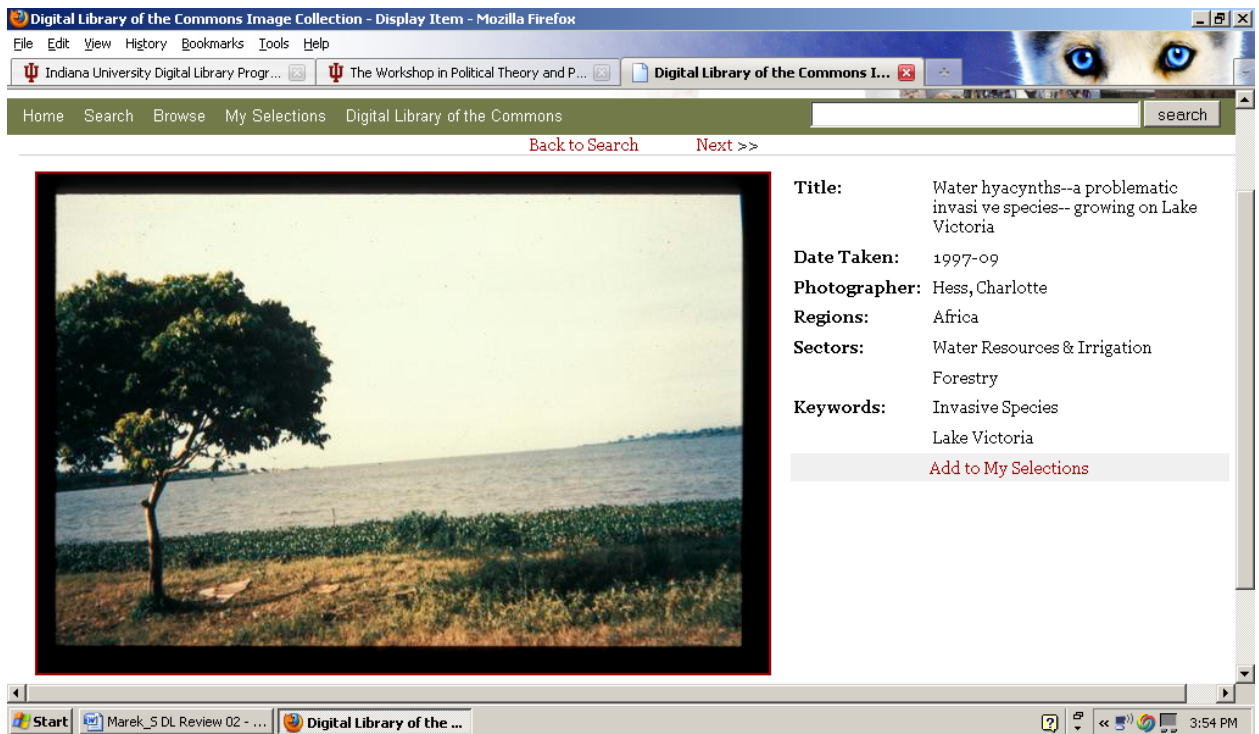 Digital Library of the Commons Image Collection - Display Item - Mozilla Firefox
File Edit View History Bookmarks Tools Help
Indiana University Digital Library Progr... The Workshop in Political Theory and P... Digital Library of the Commons I...
Home Search Browse My Selections Digital Library of the Commons search
Back to Search Next >>
Title: Water hyacynths--a problematic
invasi ve species-- growing on Lake
Victoria
Date Taken: 1997-09
Photographer: Hess, Charlotte
Regions: Africa
Sectors: Water Resources & Irrigation
Forestry
Keywords: Invasive Species
Lake Victoria
Add to My Selections
Start Marek_S DL Review 02 - ... Digital Library of the ... « 3:54 PM